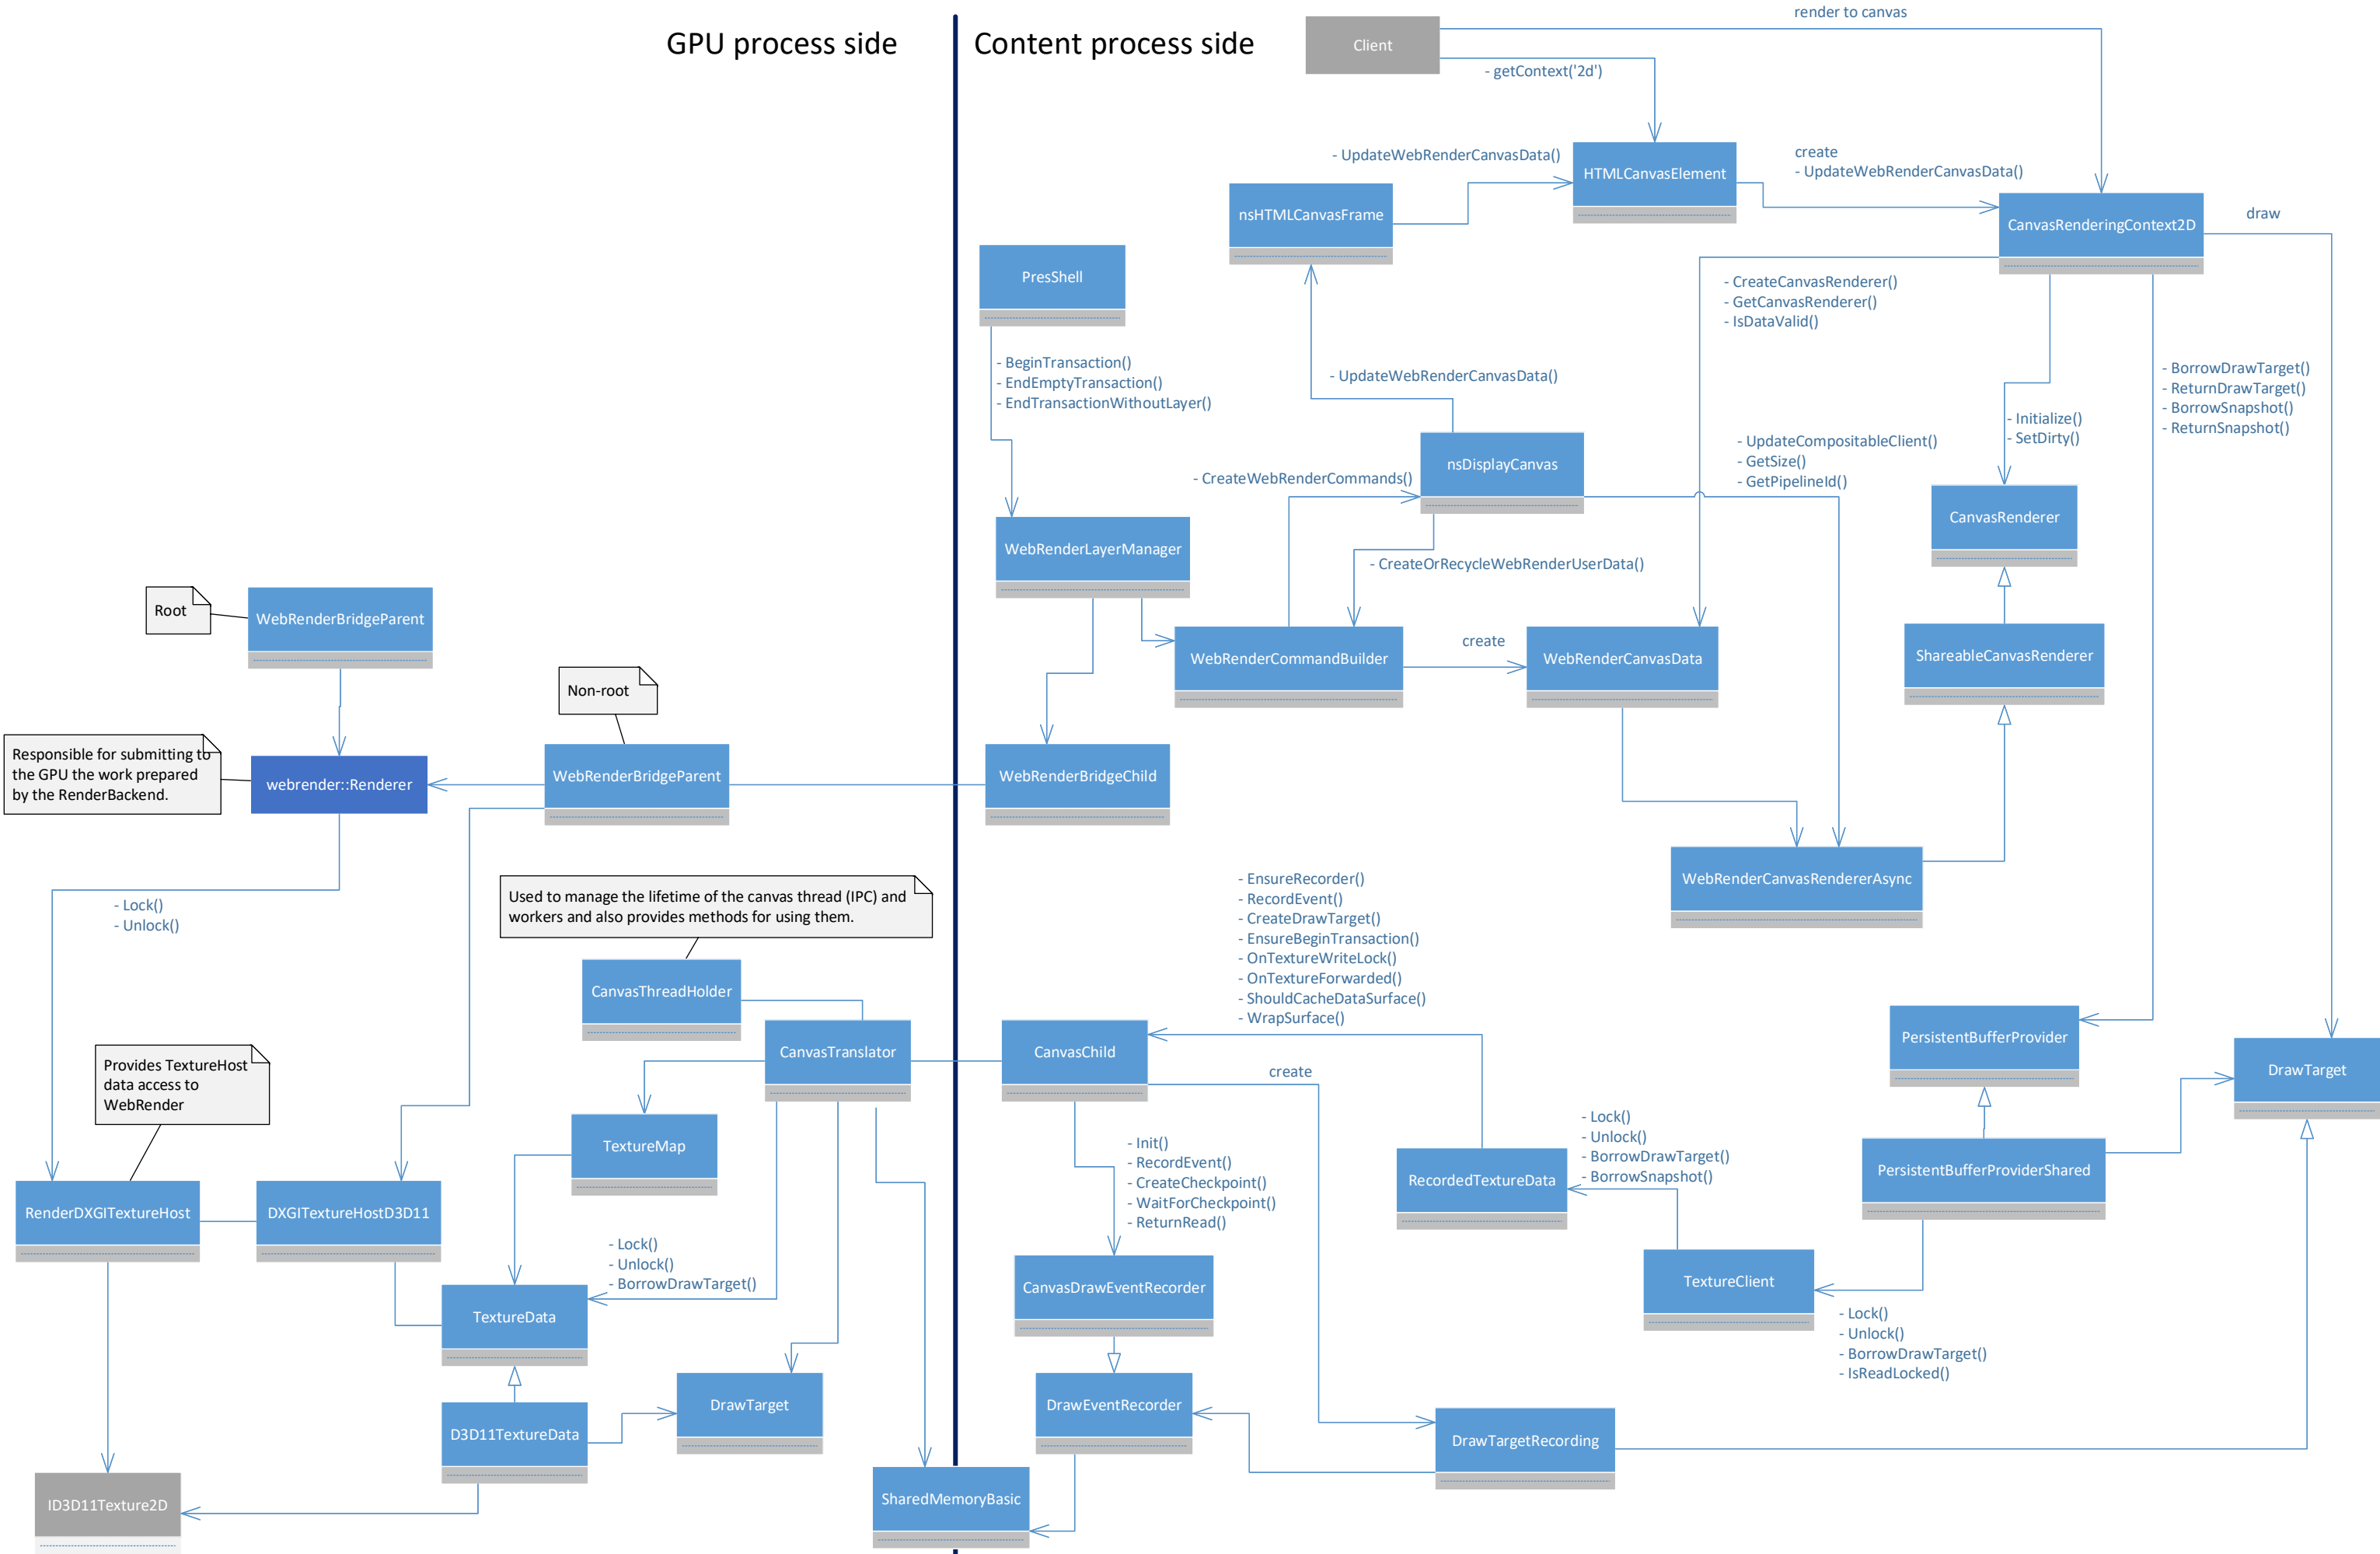 GPU process side
Content process side
Client
render to canvas
- getContext('2d')
- UpdateWebRenderCanvasData()
HTMLCanvasElement
create
- UpdateWebRenderCanvasData()
nsHTMLCanvasFrame
CanvasRenderingContext2D
draw
PresShell
- CreateCanvasRenderer()
- GetCanvasRenderer()
- IsDataValid()
- BeginTransaction()
- EndEmptyTransaction()
- EndTransactionWithoutLayer()
- UpdateWebRenderCanvasData()
- BorrowDrawTarget()
- ReturnDrawTarget()
- BorrowSnapshot()
- ReturnSnapshot()
- Initialize()
- SetDirty()
- UpdateCompositableClient()
- GetSize()
- GetPipelineId()
nsDisplayCanvas
- CreateWebRenderCommands()
CanvasRenderer
WebRenderLayerManager
- CreateOrRecycleWebRenderUserData()
Root
WebRenderBridgeParent
WebRenderCommandBuilder
create
WebRenderCanvasData
ShareableCanvasRenderer
Non-root
Responsible for submitting to
the GPU the work prepared
by the RenderBackend.
webrender::Renderer
WebRenderBridgeParent
WebRenderBridgeChild
WebRenderCanvasRendererAsync
- Lock()
- Unlock()
Used to manage the lifetime of the canvas thread (IPC) and
workers and also provides methods for using them.
- EnsureRecorder()
- RecordEvent()
- CreateDrawTarget()
- EnsureBeginTransaction()
- OnTextureWriteLock()
- OnTextureForwarded()
- ShouldCacheDataSurface()
- WrapSurface()
CanvasThreadHolder
CanvasTranslator
CanvasChild
create
PersistentBufferProvider
DrawTarget
Provides TextureHost
data access to
WebRender
TextureMap
- Init()
- RecordEvent()
- CreateCheckpoint()
- WaitForCheckpoint()
- ReturnRead()
RecordedTextureData
- Lock()
- Unlock()
- BorrowDrawTarget()
- BorrowSnapshot()
PersistentBufferProviderShared
RenderDXGITextureHost
DXGITextureHostD3D11
- Lock()
- Unlock()
- BorrowDrawTarget()
CanvasDrawEventRecorder
TextureClient
TextureData
- Lock()
- Unlock()
- BorrowDrawTarget()
- IsReadLocked()
DrawTarget
DrawEventRecorder
D3D11TextureData
DrawTargetRecording
ID3D11Texture2D
SharedMemoryBasic